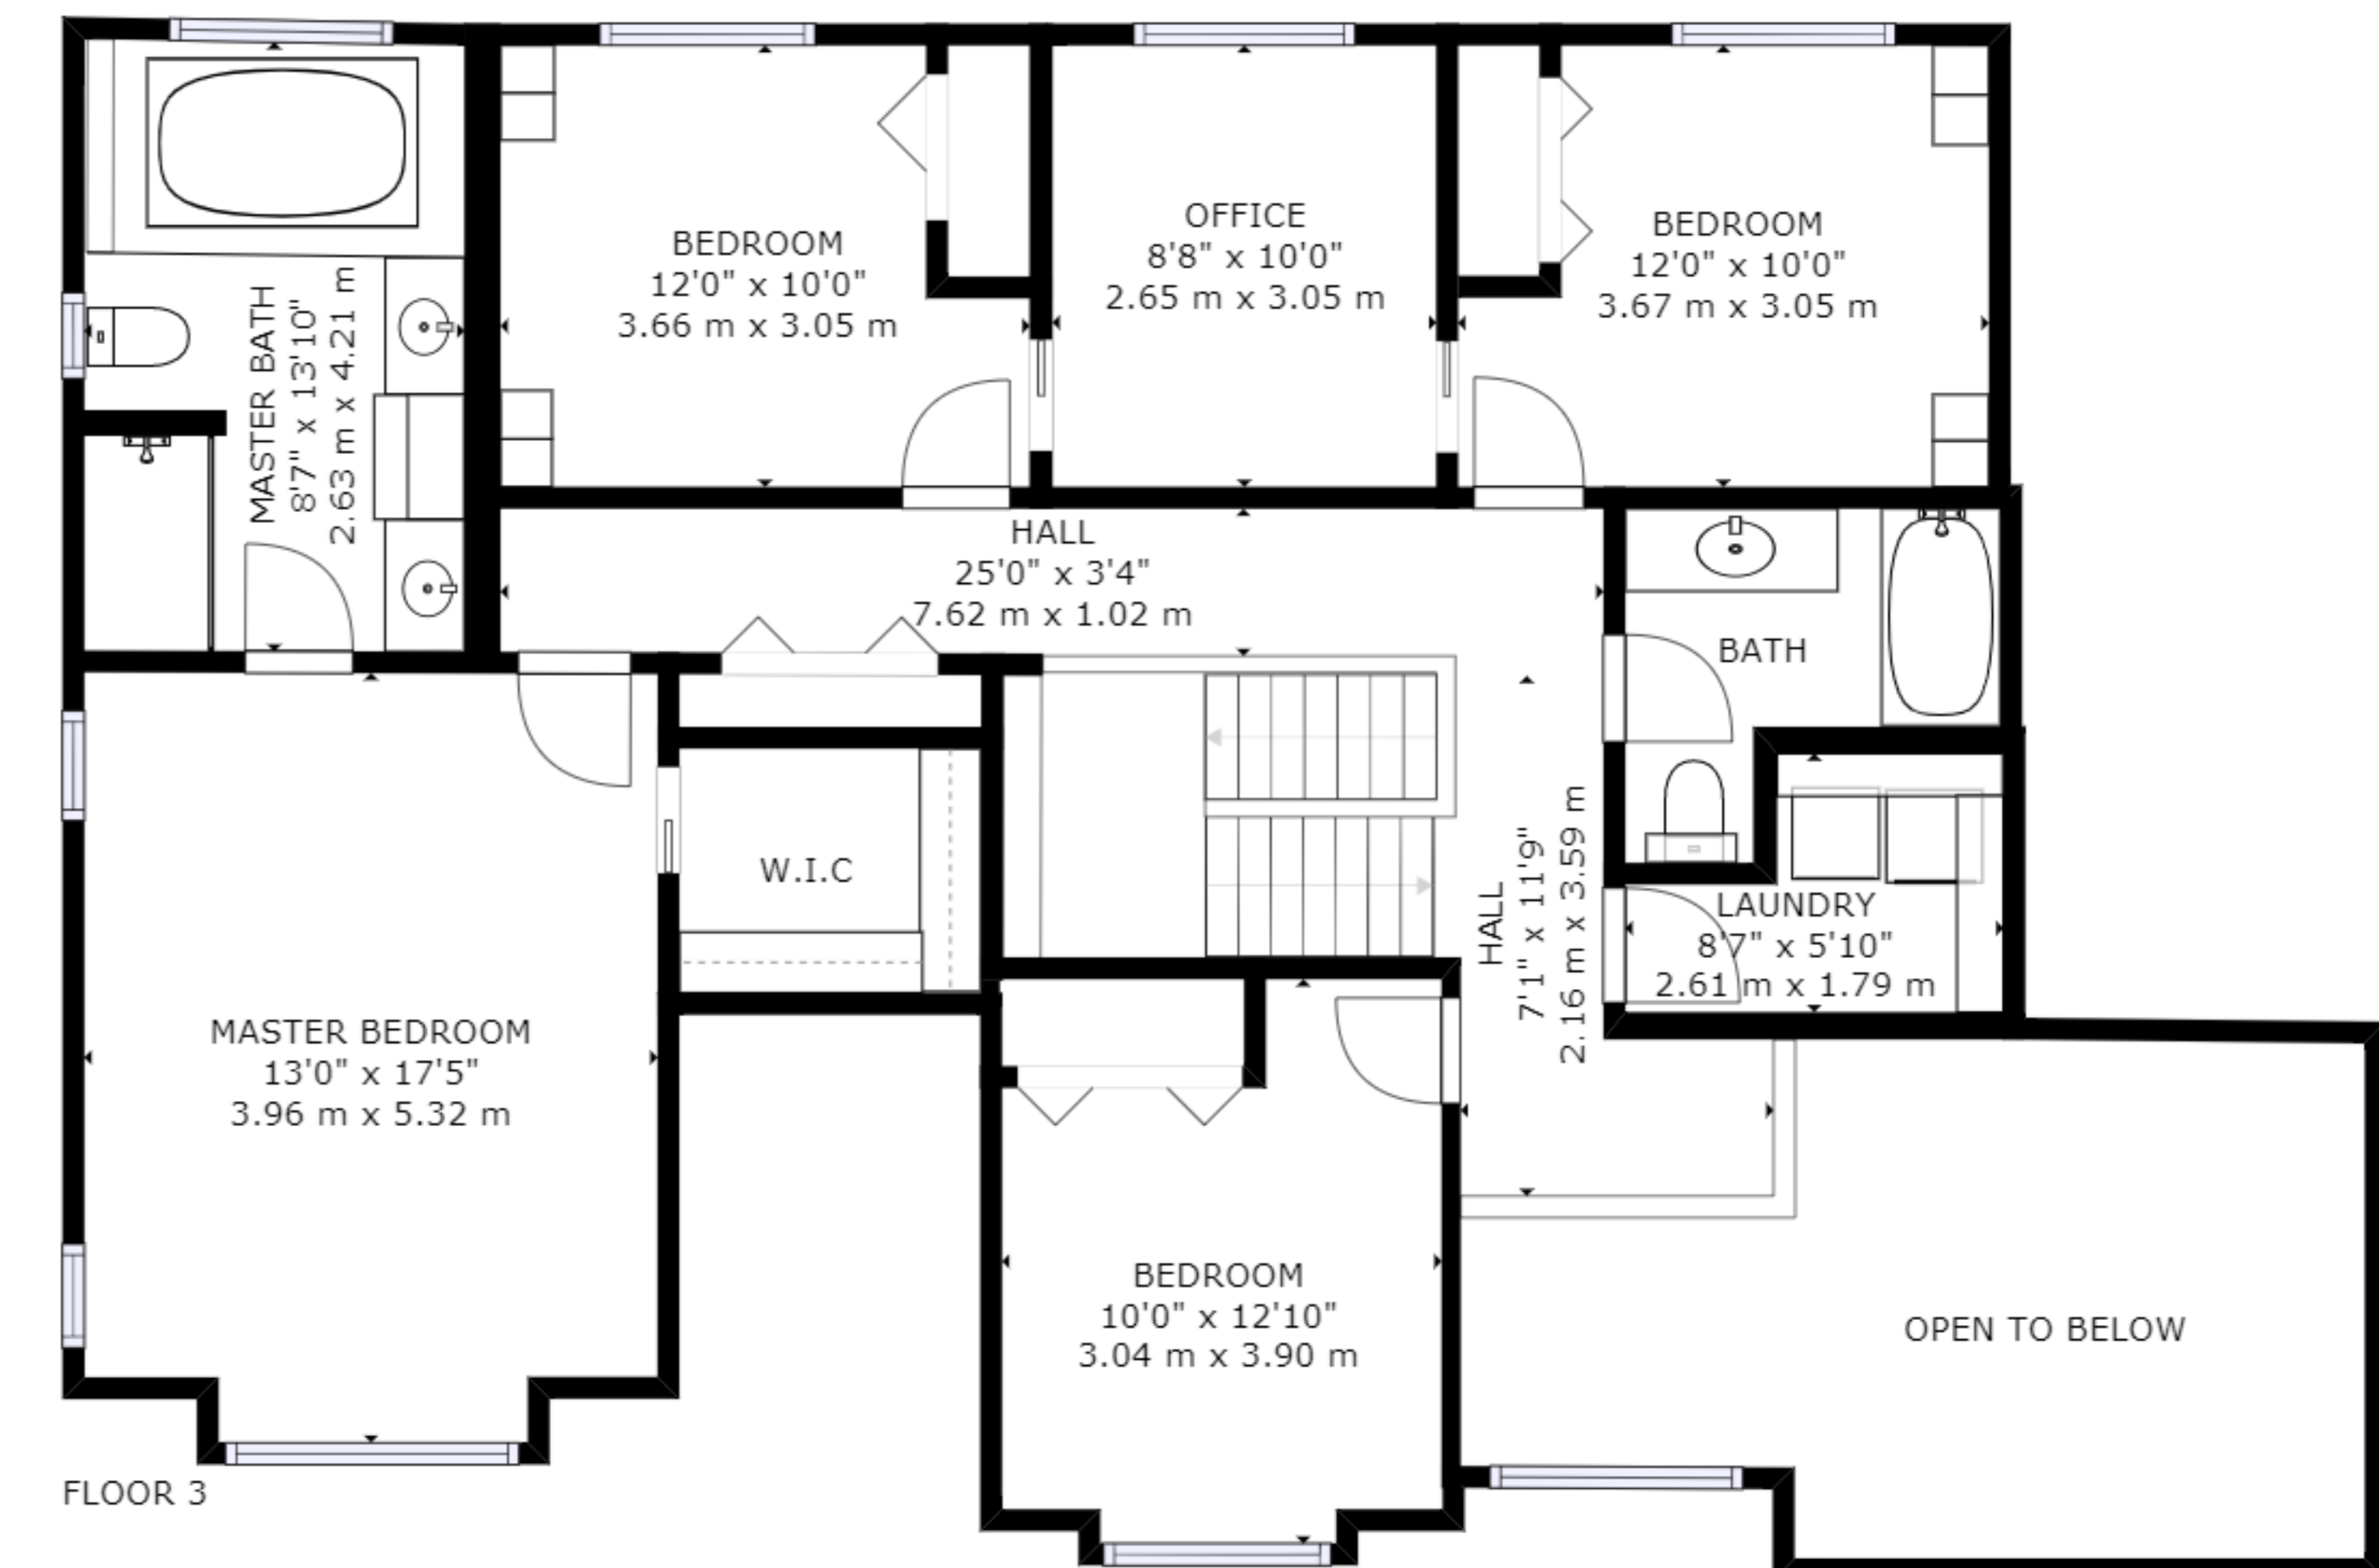 BEDROOM
12'0" x 10'0"
3.66 m x 3.05 m
OFFICE
8'8" x 10'0"
2.65 m x 3.05 m
BEDROOM
12'0" x 10'0"
3.67 m x 3.05 m
MASTER BATH
8'7" x 13'10"
2.63 m x 4.21 m
HALL
25'0" x 3'4"
7.62 m x 1.02 m
BATH
W.I.C
HALL
7'1" x 11'9"
2.16 m x 3.59 m
LAUNDRY
8'7" x 5'10"
2.61 m x 1.79 m
MASTER BEDROOM
13'0" x 17'5"
3.96 m x 5.32 m
BEDROOM
10'0" x 12'10"
3.04 m x 3.90 m
OPEN TO BELOW
FLOOR 3